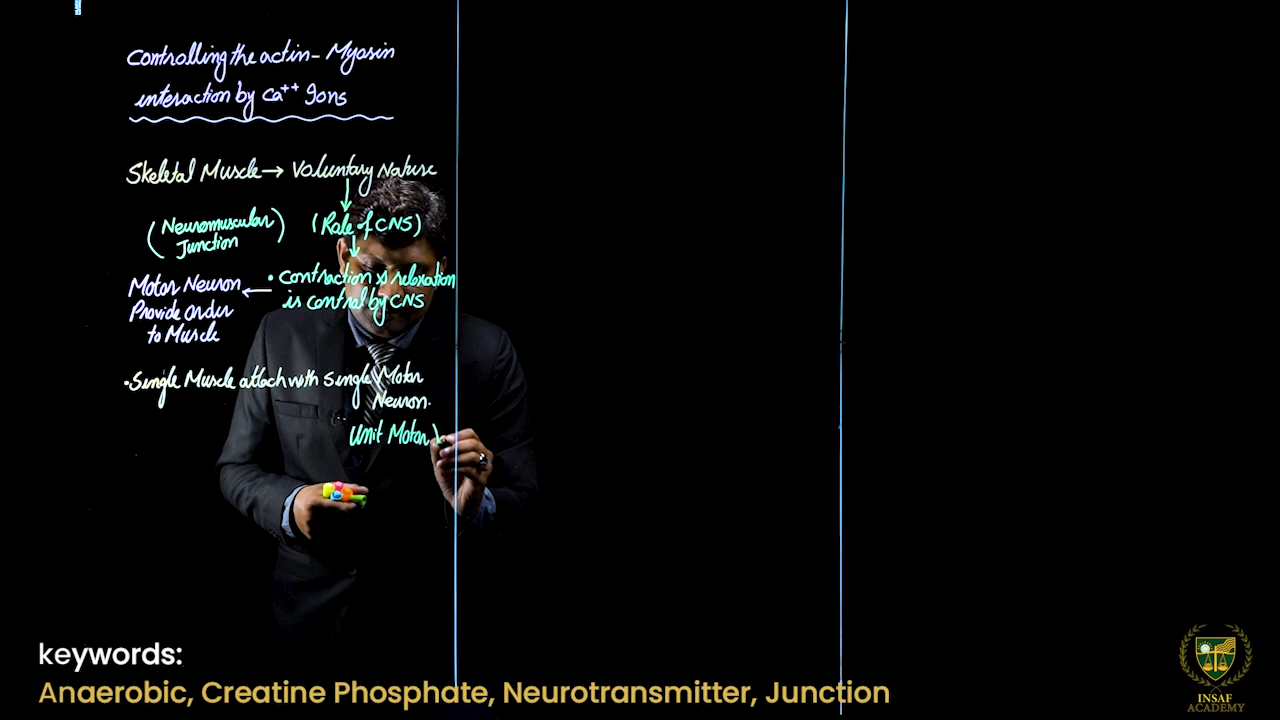 Controlling the actin- Myosin
interaction by Ca++ Ions
Skeletal Muscle → Voluntary Nature
(Role of CNS)
(Neuromuscular
Junction)
• Contraction & relaxation
is control by CNS
Motor Neuron
Provide order
to Muscle
•Single Muscle attach with single Motor
Neuron.
Unit Motor
keywords:
Anaerobic, Creatine Phosphate, Neurotransmitter, Junction
INSAF
ACADEMY